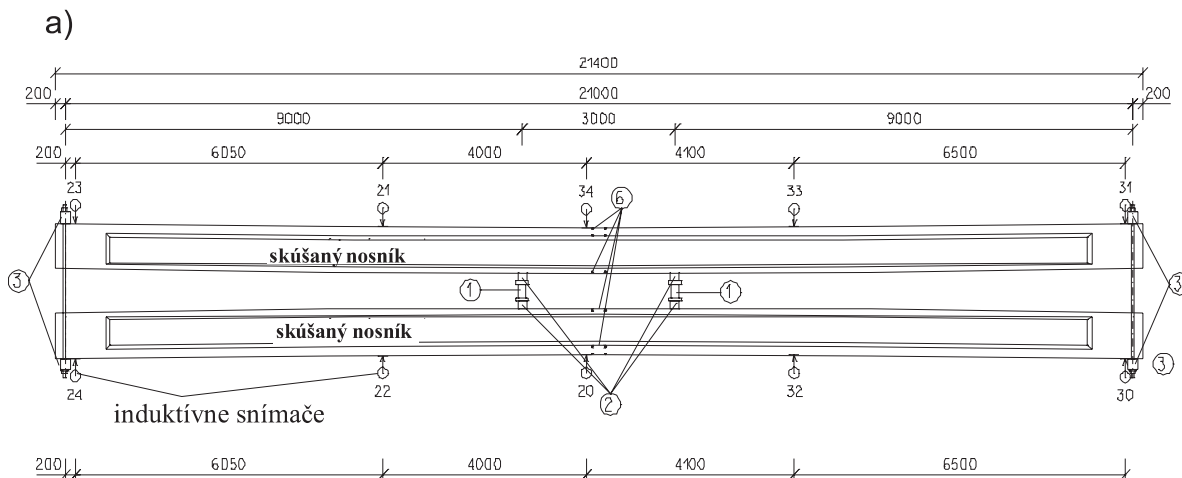 a)
21400
200 21000 200
9000 3000 9000
200 6050 4000 4100 6500
23 21 34 6 33 31
skúšaný nosník
3 1 1 3
skúšaný nosník
3
24 22 20 2 32 30
induktívne snímače
200 6050 4000 4100 6500